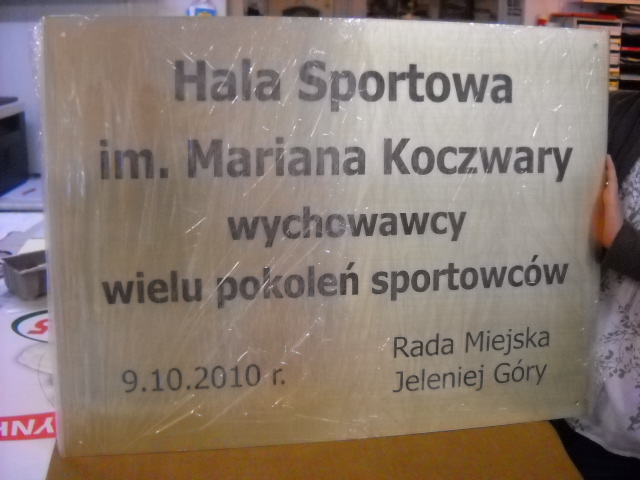 Hala Sportowa
im. Mariana Koczwary
wychowawcy
wielu pokoleń sportowców
9.10.2010 r.
Rada Miejska
Jeleniej Góry